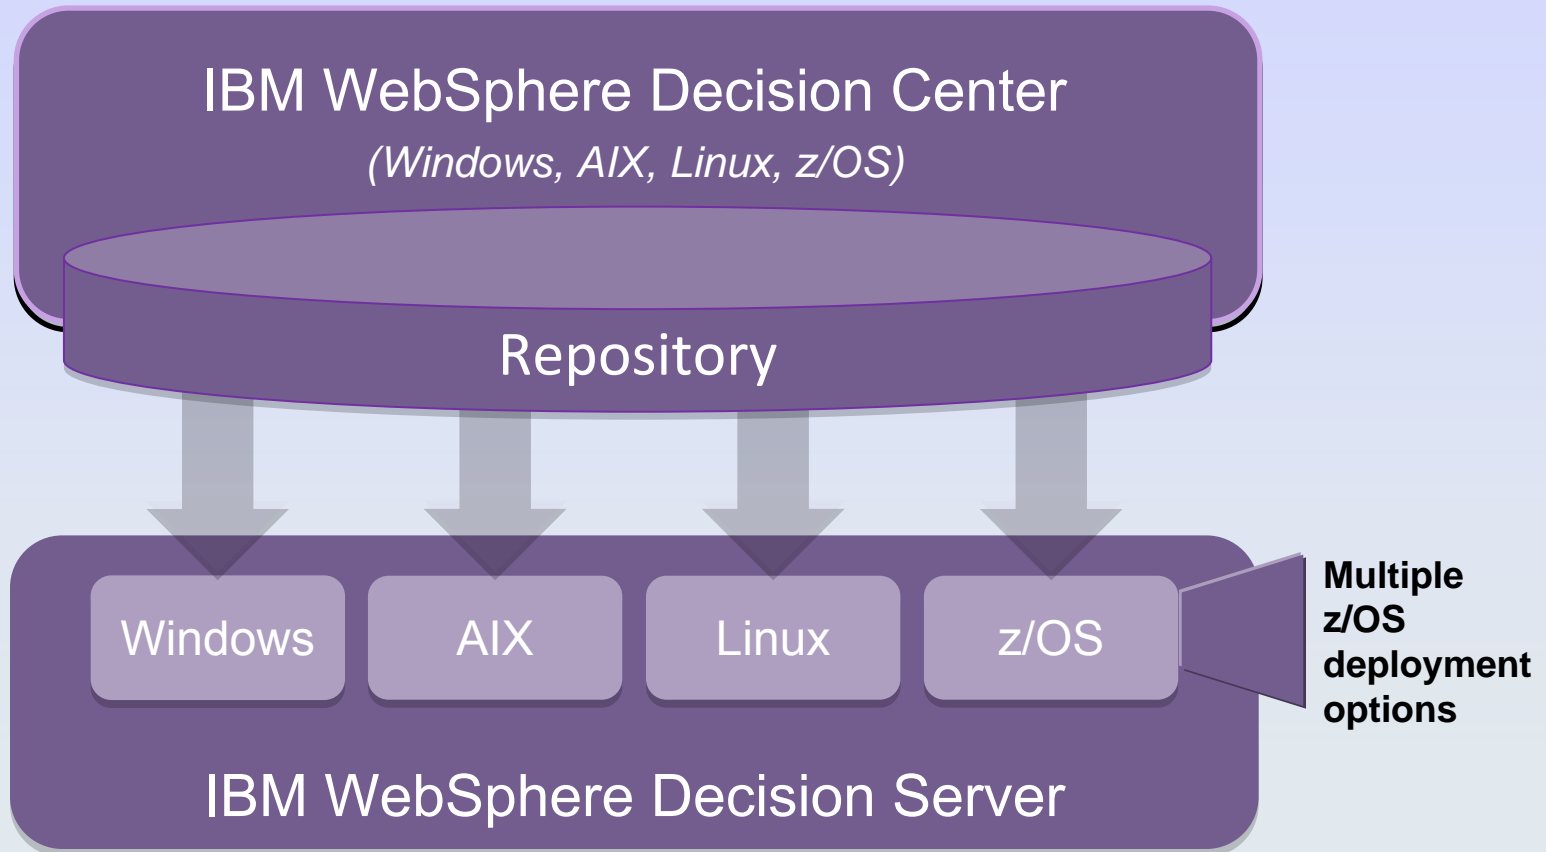 IBM WebSphere Decision Center
(Windows, AIX, Linux, z/OS)
Repository
Windows
AIX
Linux
z/OS
Multiple
z/OS
deployment
options
IBM WebSphere Decision Server